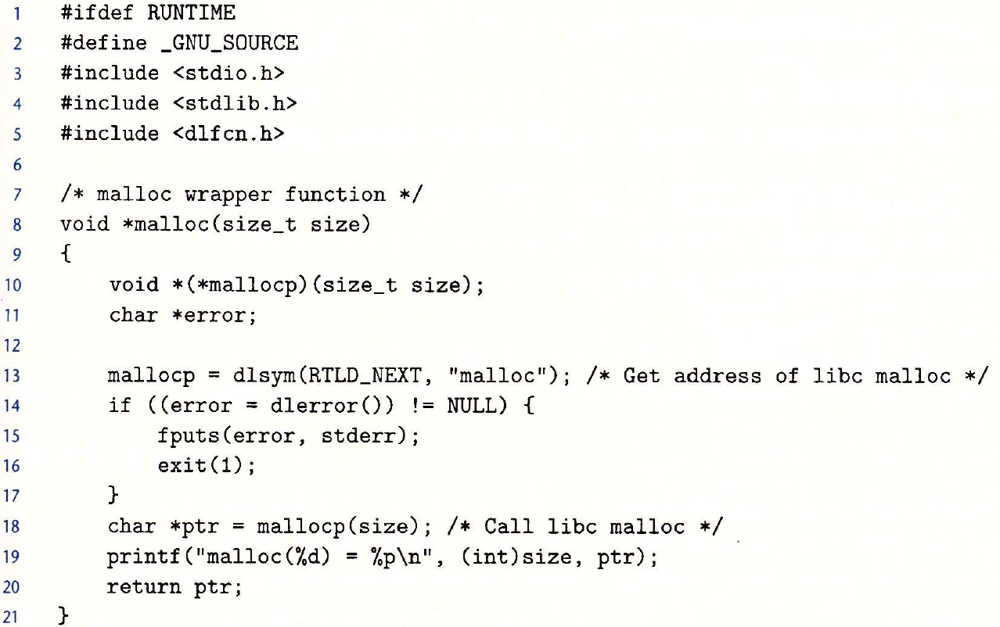 1 #ifdef RUNTIME
2 #define _GNU_SOURCE
3 #include <stdio.h>
4 #include <stdlib.h>
5 #include <dlfcn.h>
6
7 /* malloc wrapper function */
8 void *malloc(size_t size)
9 {
10     void *(*mallocp)(size_t size);
11     char *error;
12
13     mallocp = dlsym(RTLD_NEXT, "malloc"); /* Get address of libc malloc */
14     if ((error = dlerror()) != NULL) {
15         fputs(error, stderr);
16         exit(1);
17     }
18     char *ptr = mallocp(size); /* Call libc malloc */
19     printf("malloc(%d) = %p\n", (int)size, ptr);
20     return ptr;
21 }